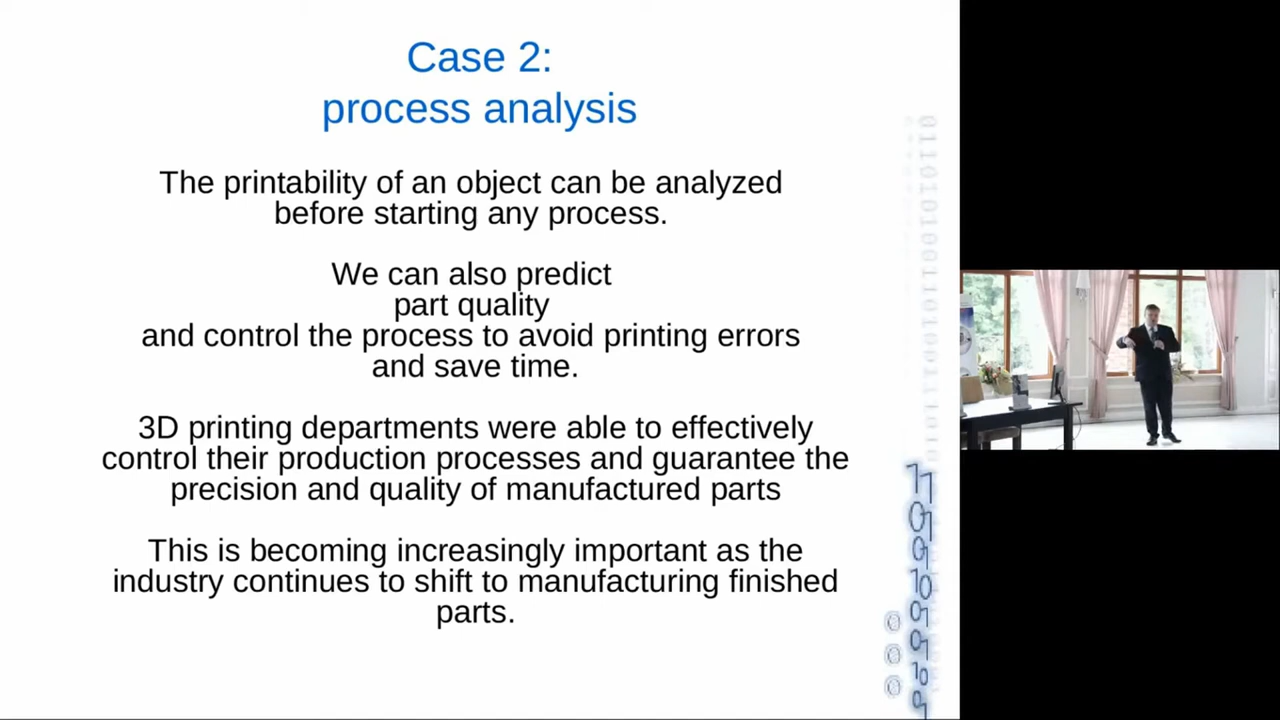 Case 2:
process analysis
The printability of an object can be analyzed
before starting any process.
We can also predict
part quality
and control the process to avoid printing errors
and save time.
3D printing departments were able to effectively
control their production processes and guarantee the
precision and quality of manufactured parts
This is becoming increasingly important as the
industry continues to shift to manufacturing finished
parts.